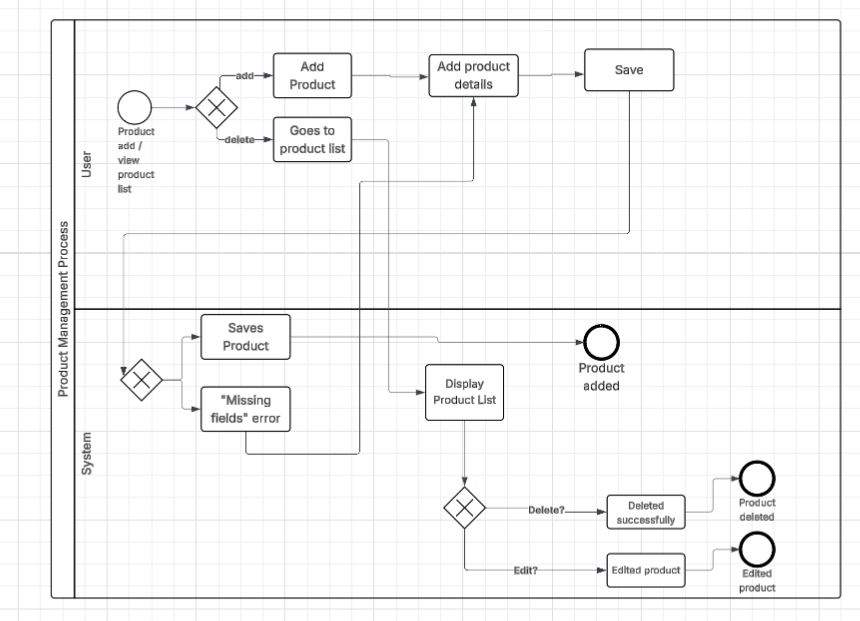 Product Management Process
User
Product
add /
view
product
list
add
delete
Add
Product
Goes to
product list
Add product
details
Save
System
Saves
Product
"Missing
fields" error
Product
added
Display
Product List
Delete?
Edit?
Deleted
successfully
Edited product
Product
deleted
Edited
product